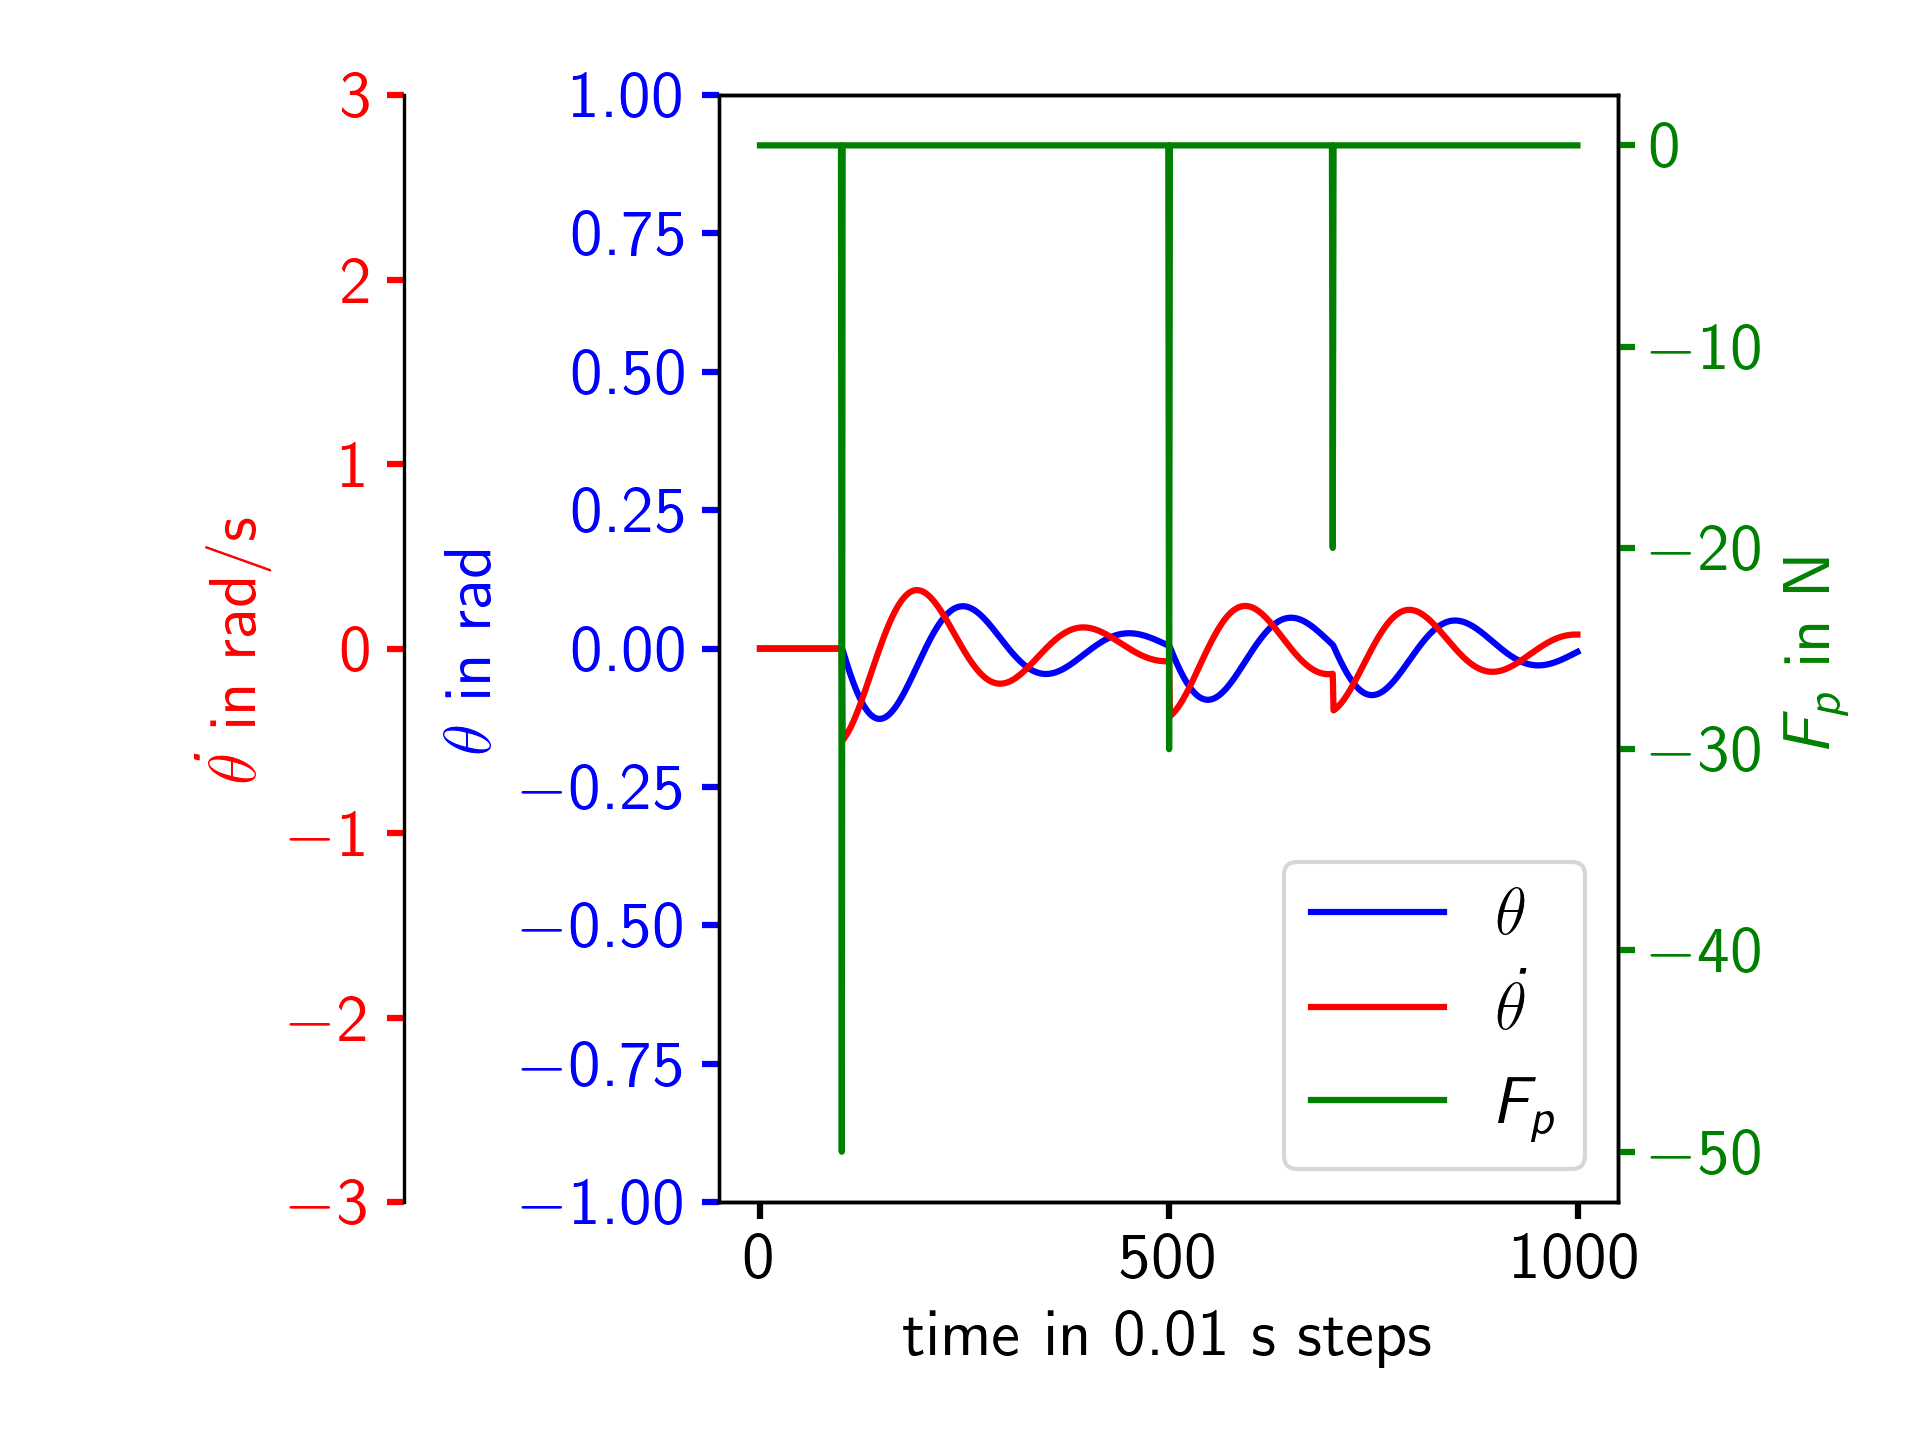 3
2
1
0
−1
−2
−3
θ̇ in rad/s
1.00
0.75
0.50
0.25
0.00
−0.25
−0.50
−0.75
−1.00
θ in rad
0
−10
−20
−30
−40
−50
F_p in N
θ
θ̇
F_p
0 500 1000
time in 0.01 s steps